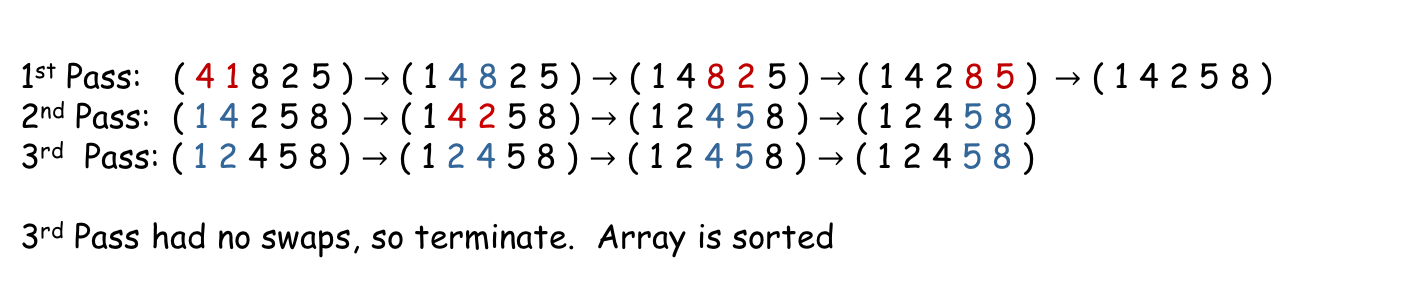 1st Pass: ( 4 1 8 2 5 ) → ( 1 4 8 2 5 ) → ( 1 4 8 2 5 ) → ( 1 4 2 8 5 ) → ( 1 4 2 5 8 )
2nd Pass: ( 1 4 2 5 8 ) → ( 1 4 2 5 8 ) → ( 1 2 4 5 8 ) → ( 1 2 4 5 8 )
3rd Pass: ( 1 2 4 5 8 ) → ( 1 2 4 5 8 ) → ( 1 2 4 5 8 ) → ( 1 2 4 5 8 )
3rd Pass had no swaps, so terminate. Array is sorted